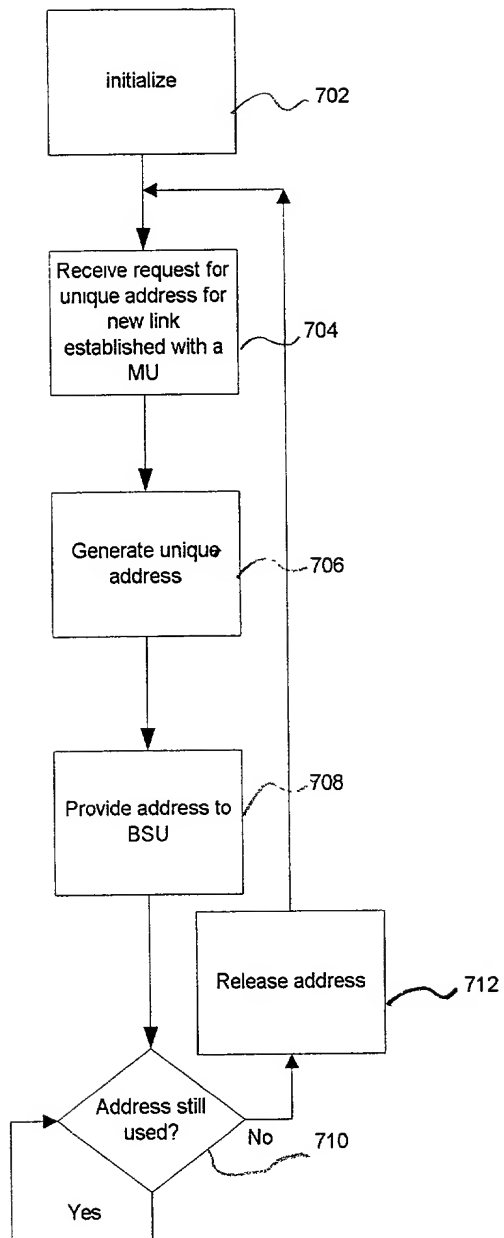 initialize
702
Receive request for
unique address for
new link
established with a
MU
704
Generate unique
address
706
Provide address to
BSU
708
Release address
712
Address still
used?
No
710
Yes